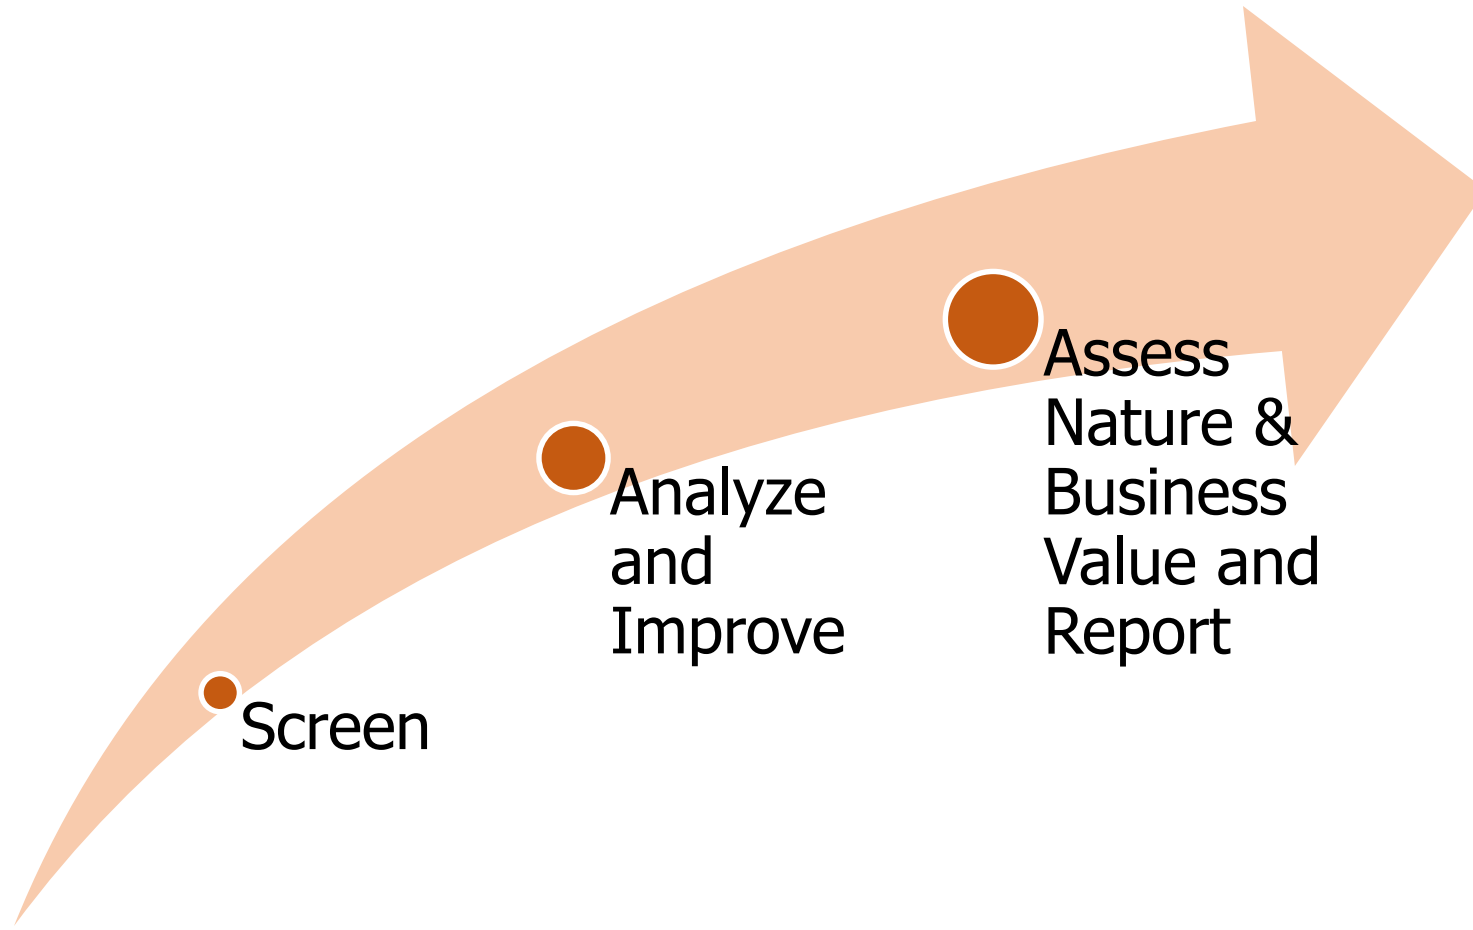 Screen
Analyze
and
Improve
Assess
Nature &
Business
Value and
Report